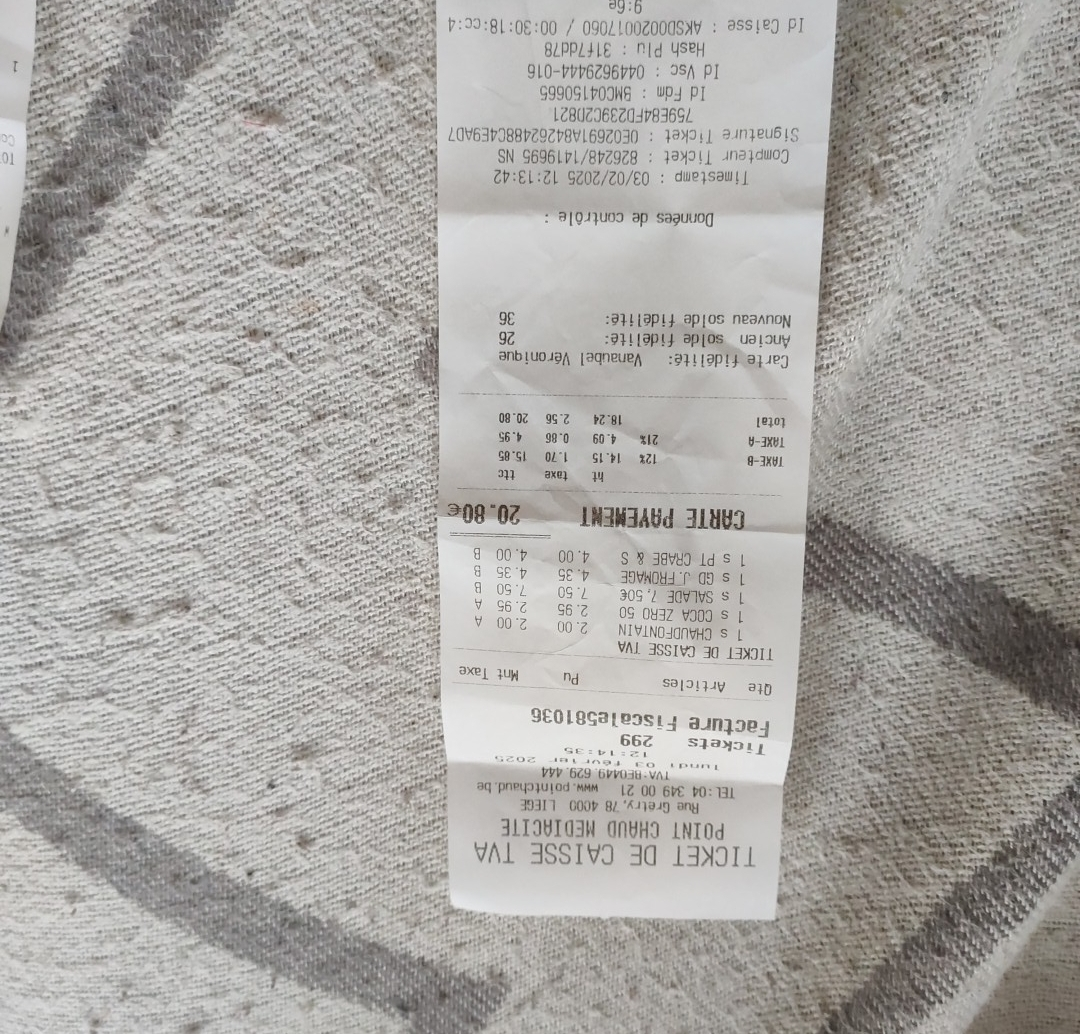 TICKET DE CAISSE TVA
POINT CHAUD MEDIACITE
Rue Gretry, 78 4000 LIEGE
TEL:04 349 00 21 www.pointchaud.be
TVA:BE0449.629.444
lundi 03 février 2025
12:14:35
Tickets 299
Facture Fiscale581036
Qte Articles Pu Mnt Taxe
TICKET DE CAISSE TVA
1 s CHAUDFONTAIN 2.00 2.00 A
1 s COCA ZERO 50 2.95 2.95 A
1 s SALADE 7,50€ 7.50 7.50 B
1 s GD J.FROMAGE 4.35 4.35 B
1 s PT CRABE & S 4.00 4.00 B
CARTE PAYEMENT 20.80€
ht taxe ttc
TAXE-B 12% 14.15 1.70 15.85
TAXE-A 21% 4.09 0.86 4.95
total 18.24 2.56 20.80
Carte fidélité: Vanaubel Véronique
Ancien solde fidélité: 26
Nouveau solde fidélité: 36
Données de contrôle :
Timestamp : 03/02/2025 12:13:42
Compteur Ticket : 826248/1419695 NS
Signature Ticket : 0E02691A84262488C4E9AD7
759E84FD239C2D821
Id Fdm : BMC04150665
Id Vsc : 0449629444-016
Hash Plu : 31f7dd78
Id Caisse : AKSD0020017060 / 00:30:18:cc:4
9:6e